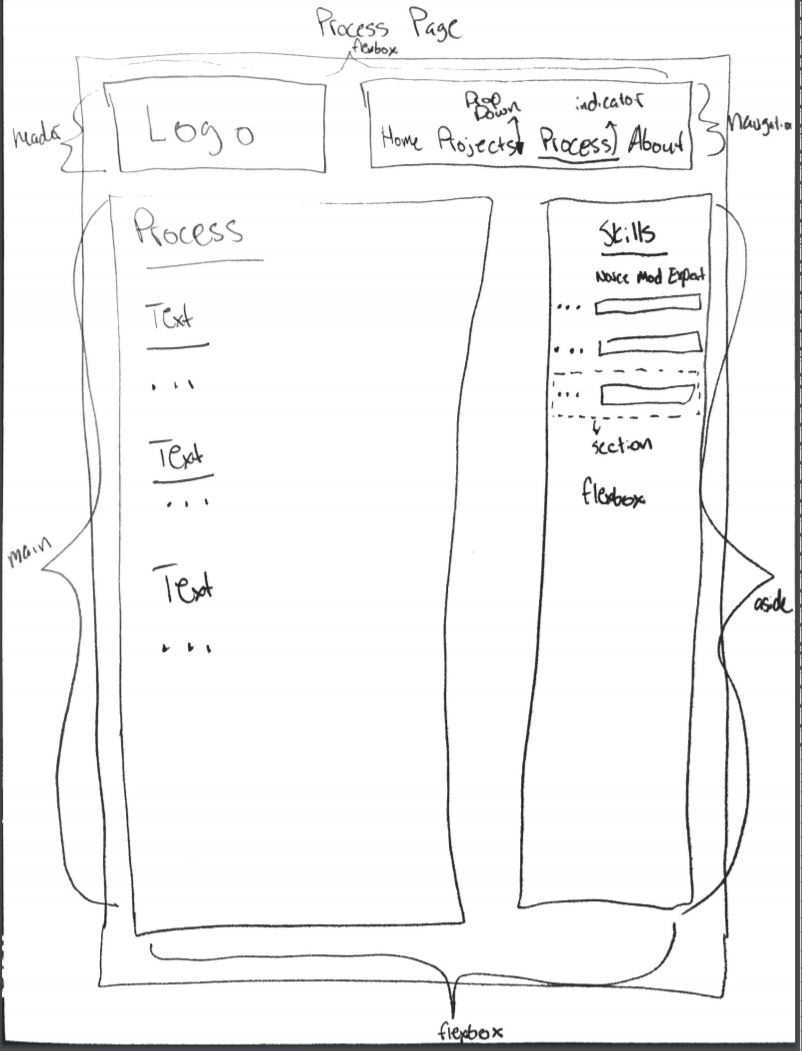 Process Page
flexbox
Drop
Down
indicator
header
Logo
Home Projects Process About
Navigation
Process
Skills
Novice Mod Expert
Text
...
...
Text
...
...
section
flexbox
main
Text
...
aside
flexbox